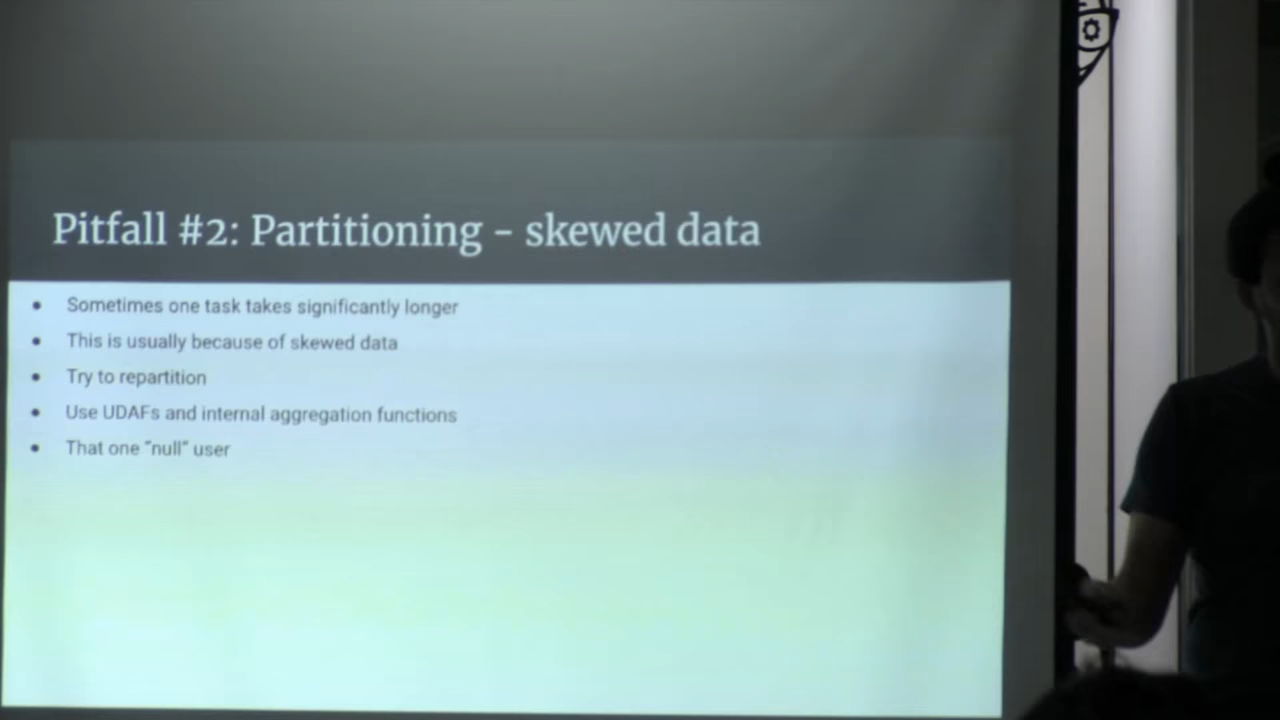 Pitfall #2: Partitioning - skewed data
• Sometimes one task takes significantly longer
• This is usually because of skewed data
• Try to repartition
• Use UDAFs and internal aggregation functions
• That one "null" user